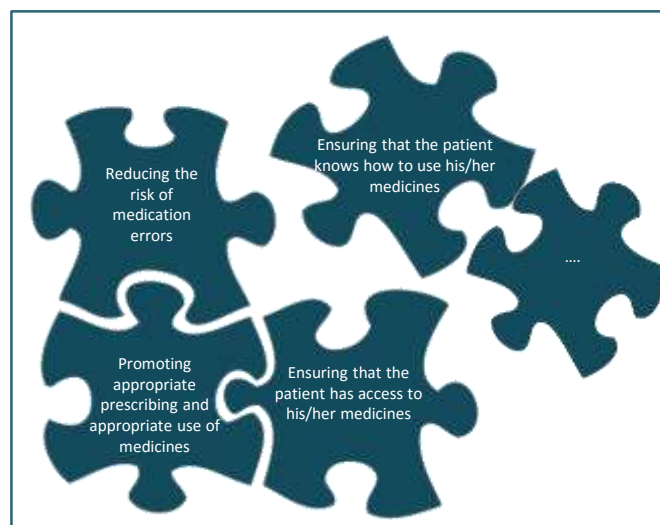 Reducing the
risk of
medication
errors
Ensuring that the patient
knows how to use his/her
medicines
....
Promoting
appropriate
prescribing and
appropriate use of
medicines
Ensuring that the
patient has access to
his/her medicines